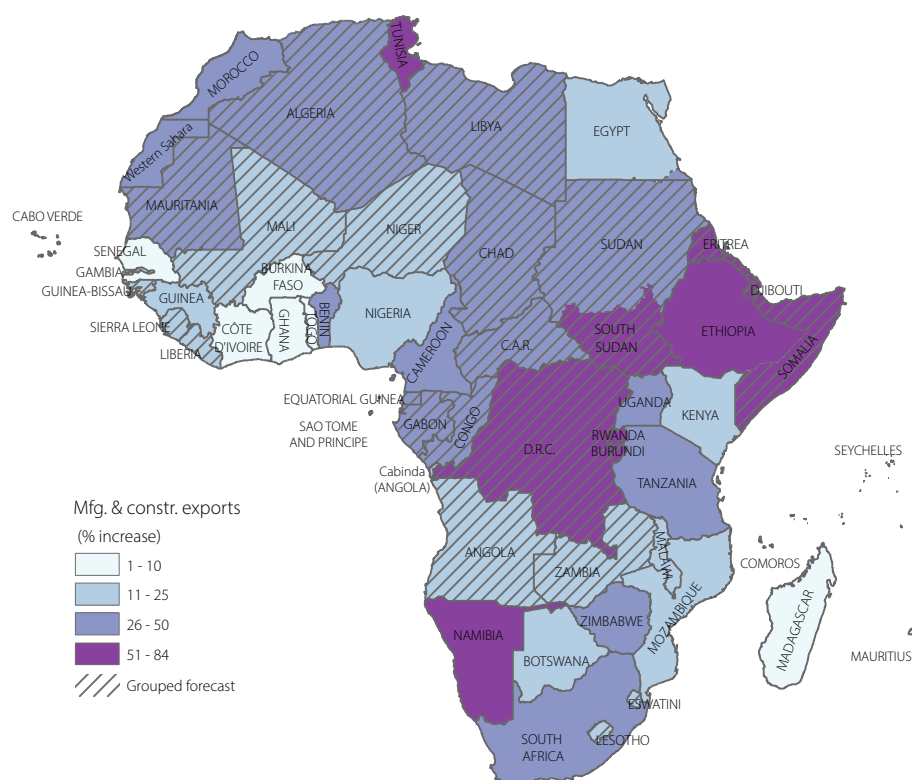 TUNISIA
MOROCCO
ALGERIA
LIBYA
EGYPT
Western Sahara
MAURITANIA
MALI
NIGER
CHAD
SUDAN
ERITREA
CABO VERDE
SENEGAL
GAMBIA
GUINEA-BISSAU
GUINEA
BURKINA
FASO
SIERRA LEONE
LIBERIA
CÔTE
D'IVOIRE
GHANA
TOGO
BENIN
NIGERIA
CAMEROON
C.A.R.
SOUTH
SUDAN
DJIBOUTI
ETHIOPIA
SOMALIA
EQUATORIAL GUINEA
SAO TOME
AND PRINCIPE
GABON
CONGO
D.R.C.
UGANDA
KENYA
RWANDA
BURUNDI
TANZANIA
SEYCHELLES
Cabinda
(ANGOLA)
ANGOLA
ZAMBIA
MALAWI
MOZAMBIQUE
COMOROS
MADAGASCAR
MAURITIUS
NAMIBIA
ZIMBABWE
BOTSWANA
ESWATINI
LESOTHO
SOUTH
AFRICA
Mfg. & constr. exports
(% increase)
1 - 10
11 - 25
26 - 50
51 - 84
Grouped forecast